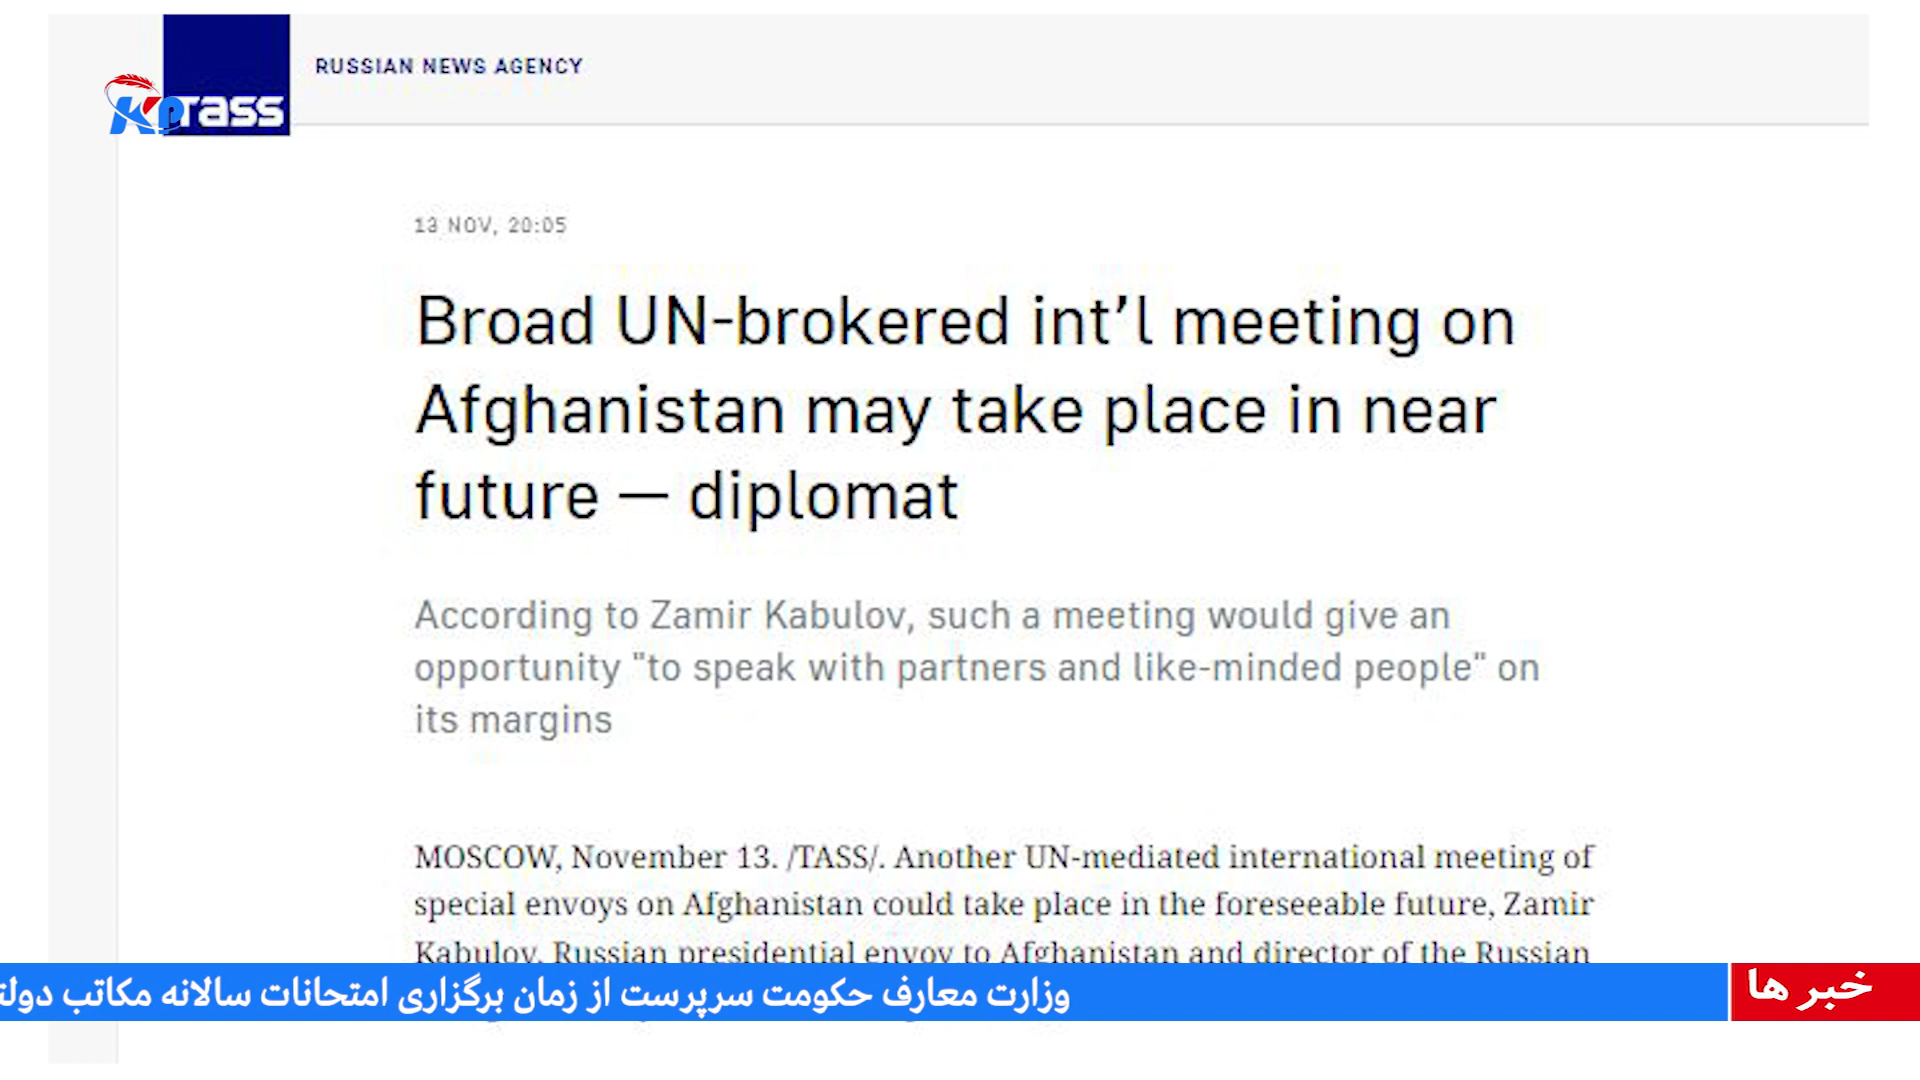 RUSSIAN NEWS AGENCY
KP
Tass
13 NOV, 20:05
Broad UN-brokered int’l meeting on
Afghanistan may take place in near
future — diplomat
According to Zamir Kabulov, such a meeting would give an
opportunity "to speak with partners and like-minded people" on
its margins
MOSCOW, November 13. /TASS/. Another UN-mediated international meeting of
special envoys on Afghanistan could take place in the foreseeable future, Zamir
Kabulov, Russian presidential envoy to Afghanistan and director of the Russian
خبر ها
وزارت معارف حکومت سرپرست از زمان برگزاری امتحانات سالانه مکاتب